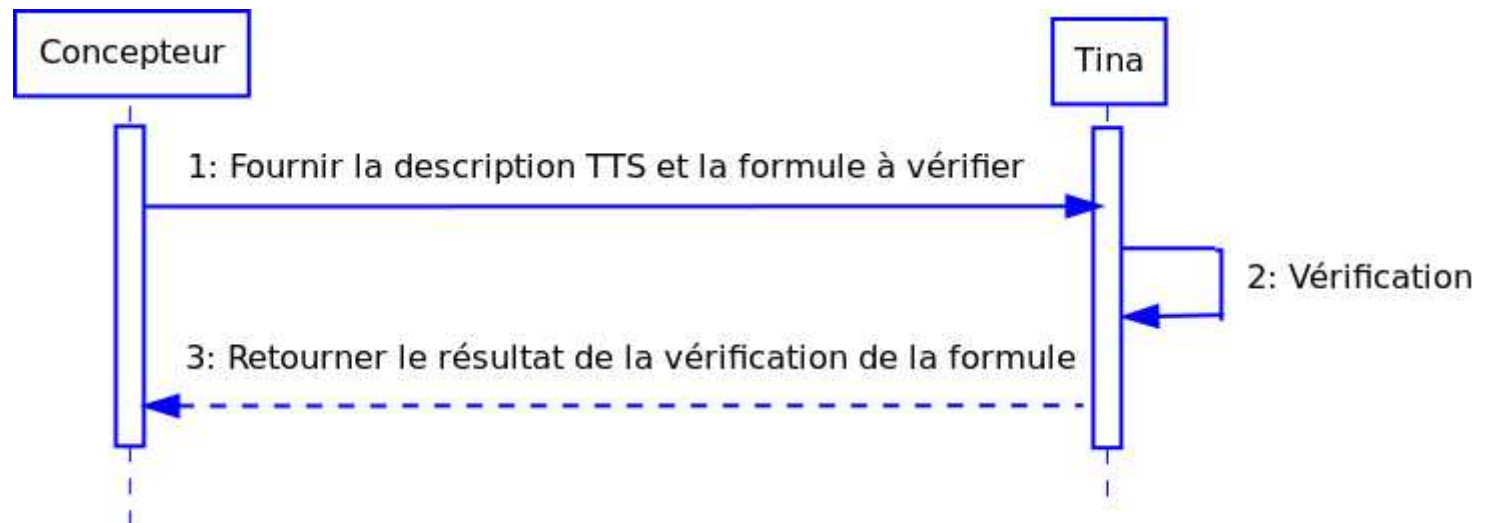 Concepteur
Tina
1: Fournir la description TTS et la formule à vérifier
2: Vérification
3: Retourner le résultat de la vérification de la formule